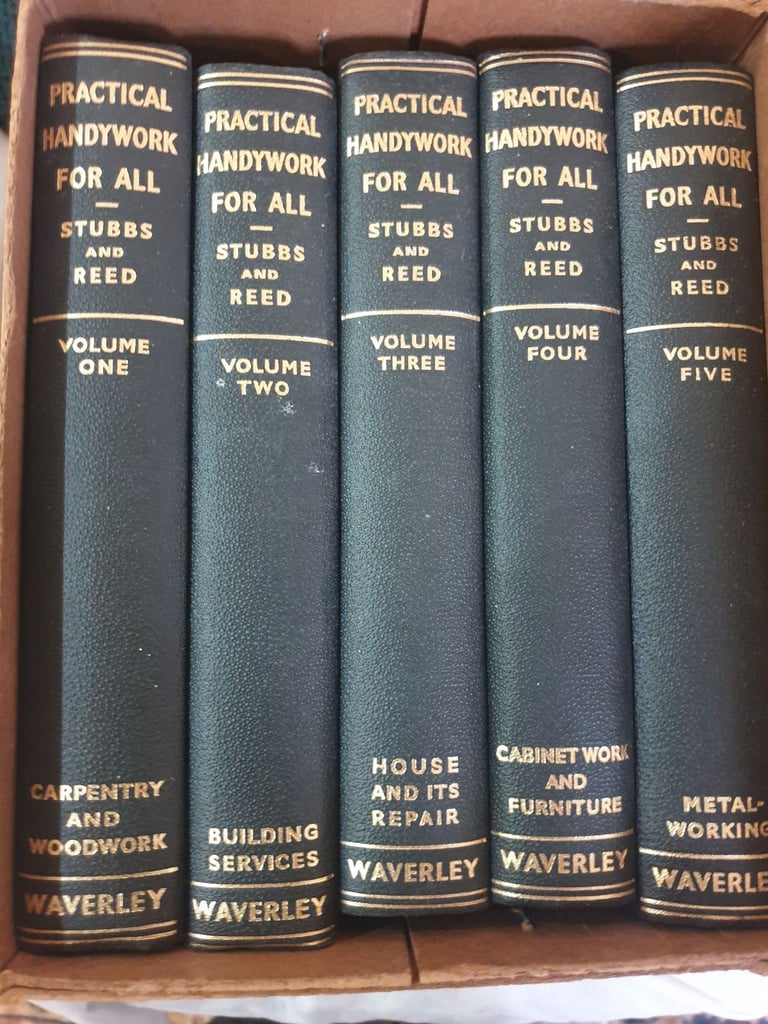 PRACTICAL
HANDYWORK
FOR ALL
STUBBS
AND
REED
VOLUME
ONE
CARPENTRY
AND
WOODWORK
WAVERLEY
PRACTICAL
HANDYWORK
FOR ALL
STUBBS
AND
REED
VOLUME
TWO
BUILDING
SERVICES
WAVERLEY
PRACTICAL
HANDYWORK
FOR ALL
STUBBS
AND
REED
VOLUME
THREE
HOUSE
AND ITS
REPAIR
WAVERLEY
PRACTICAL
HANDYWORK
FOR ALL
STUBBS
AND
REED
VOLUME
FOUR
CABINET WORK
AND
FURNITURE
WAVERLEY
PRACTICAL
HANDYWORK
FOR ALL
STUBBS
AND
REED
VOLUME
FIVE
METAL-
WORKING
WAVERLE